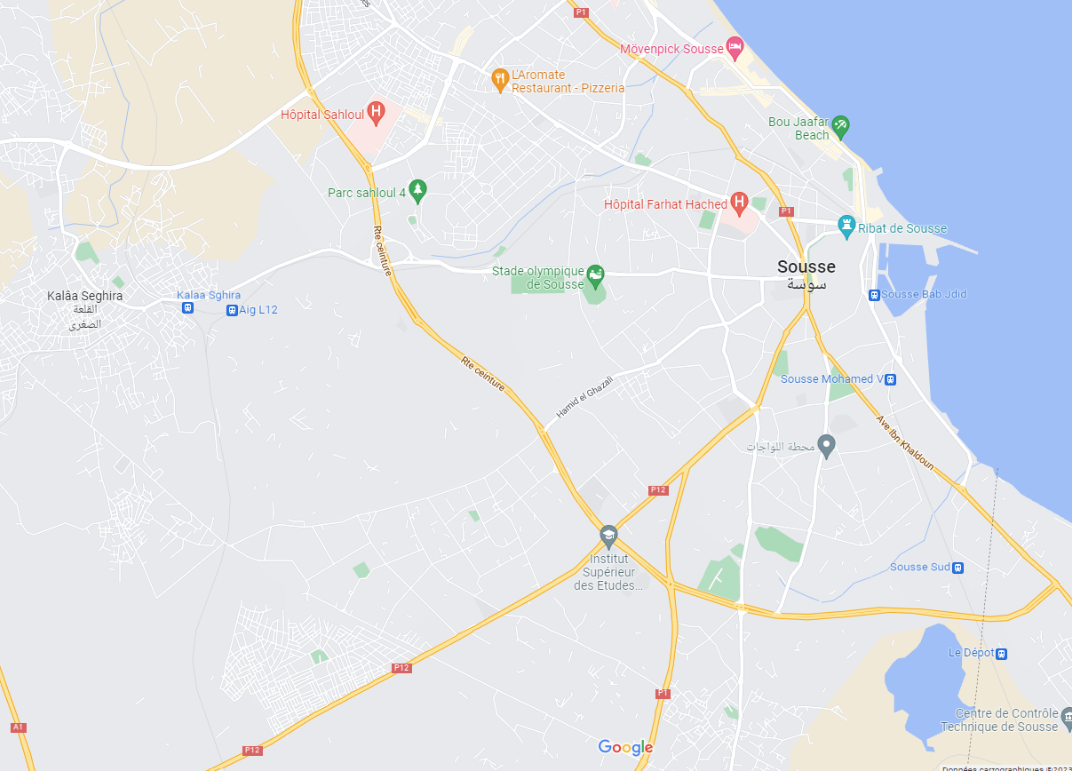 P1
Mövenpick Sousse
L'Aromate
Restaurant - Pizzeria
Hôpital Sahloul
Bou Jaafar
Beach
Parc sahloul 4
Hôpital Farhat Hached
P1
Ribat de Sousse
Rte ceinture
Stade olympique
de Sousse
Sousse
سوسة
Kalâa Seghira
القلعة
الصغرى
Kalaa Sghira
Aig L12
Sousse Bab Jdid
Rte ceinture
Hamid el Ghazali
Sousse Mohamed V
Ave Ibn Khaldoun
محطة اللواجات
P12
Institut
Supérieur
des Etudes...
Sousse Sud
Le Dépot
P12
P1
Centre de Contrôle
Technique de Sousse
A1
P12
Google
Données cartographiques ©2023